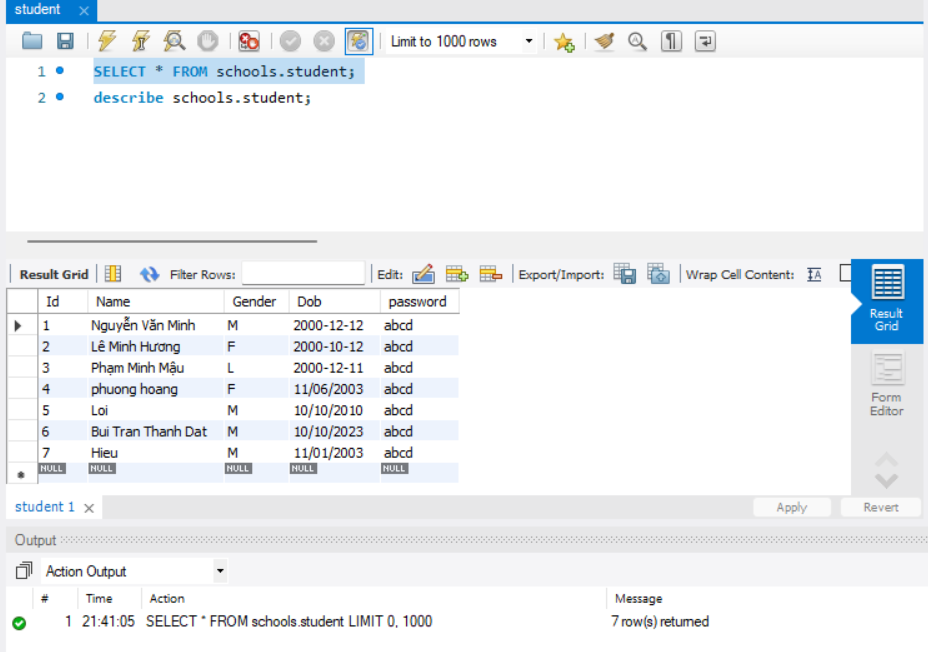 student ×
Limit to 1000 rows
1 SELECT * FROM schools.student;
2 describe schools.student;
Result Grid Filter Rows: Edit: Export/Import: Wrap Cell Content:
Id Name Gender Dob password
1 Nguyễn Văn Minh M 2000-12-12 abcd
2 Lê Minh Hương F 2000-10-12 abcd
3 Phạm Minh Mậu L 2000-12-11 abcd
4 phuong hoang F 11/06/2003 abcd
5 Loi M 10/10/2010 abcd
6 Bui Tran Thanh Dat M 10/10/2023 abcd
7 Hieu M 11/01/2003 abcd
NULL NULL NULL NULL NULL
Result
Grid
Form
Editor
student 1 × Apply Revert
Output
Action Output
# Time Action Message
1 21:41:05 SELECT * FROM schools.student LIMIT 0, 1000 7 row(s) returned